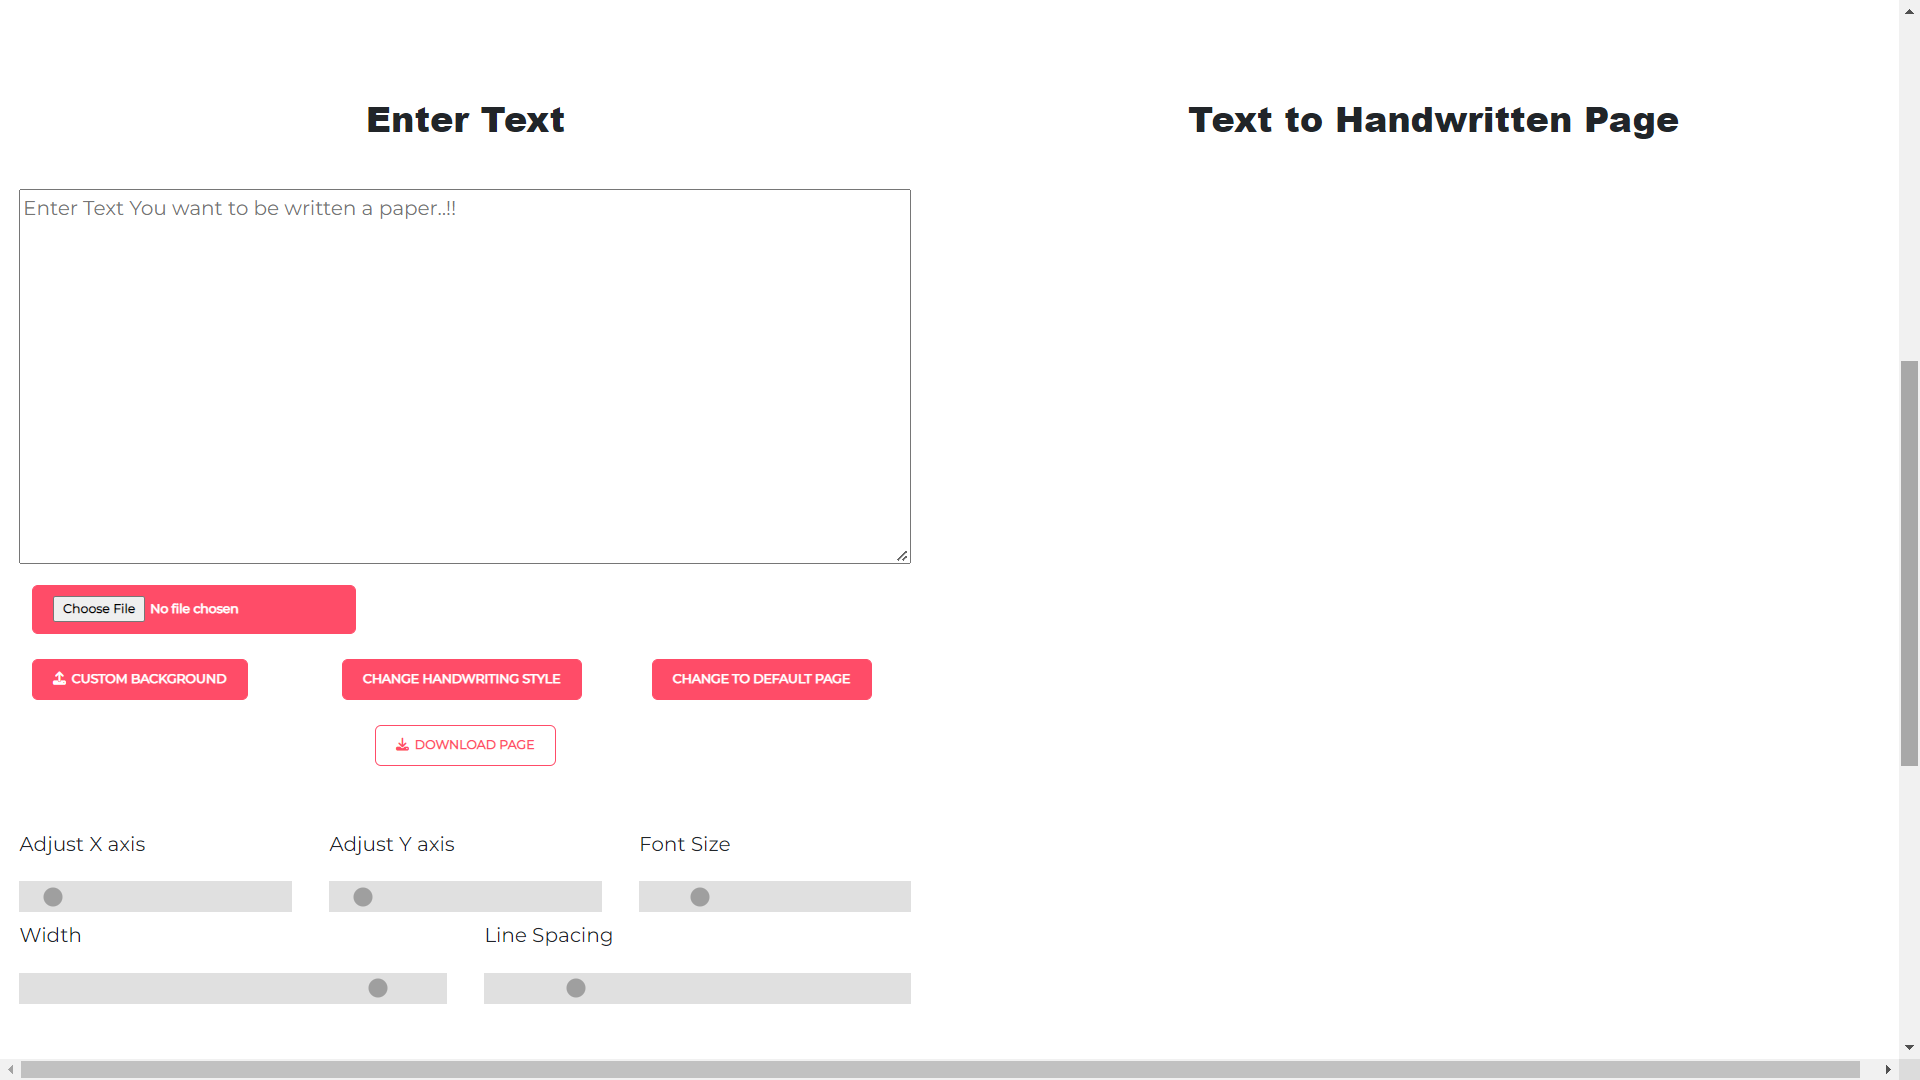 Enter Text
Text to Handwritten Page
Enter Text You want to be written a paper..!!
Choose File No file chosen
CUSTOM BACKGROUND
CHANGE HANDWRITING STYLE
CHANGE TO DEFAULT PAGE
DOWNLOAD PAGE
Adjust X axis
Adjust Y axis
Font Size
Width
Line Spacing